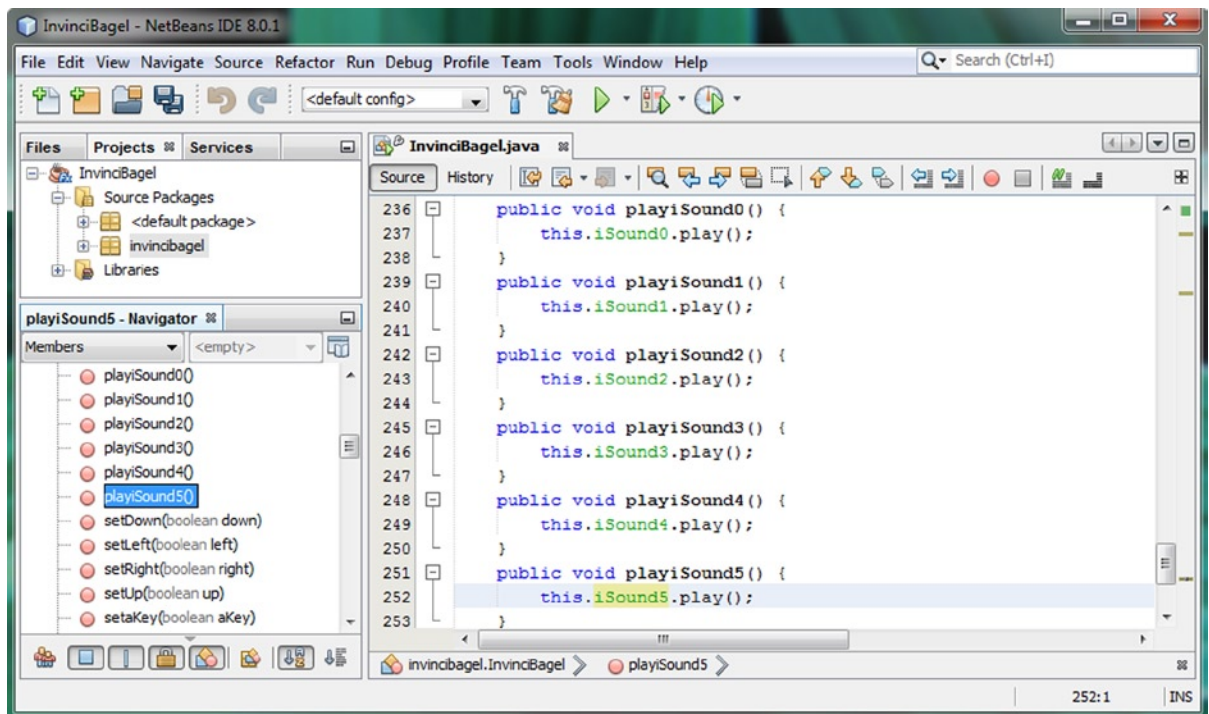 InvinciBagel - NetBeans IDE 8.0.1
File Edit View Navigate Source Refactor Run Debug Profile Team Tools Window Help
Search (Ctrl+I)
<default config>
Files Projects Services
InvinciBagel
Source Packages
<default package>
invincibagel
Libraries
playiSound5 - Navigator
Members <empty>
playiSound0()
playiSound1()
playiSound2()
playiSound3()
playiSound4()
playiSound5()
setDown(boolean down)
setLeft(boolean left)
setRight(boolean right)
setUp(boolean up)
setaKey(boolean aKey)
InvinciBagel.java
Source History
236 public void playiSound0() {
237 this.iSound0.play();
238 }
239 public void playiSound1() {
240 this.iSound1.play();
241 }
242 public void playiSound2() {
243 this.iSound2.play();
244 }
245 public void playiSound3() {
246 this.iSound3.play();
247 }
248 public void playiSound4() {
249 this.iSound4.play();
250 }
251 public void playiSound5() {
252 this.iSound5.play();
253 }
invincibagel.InvinciBagel playiSound5
252:1 INS